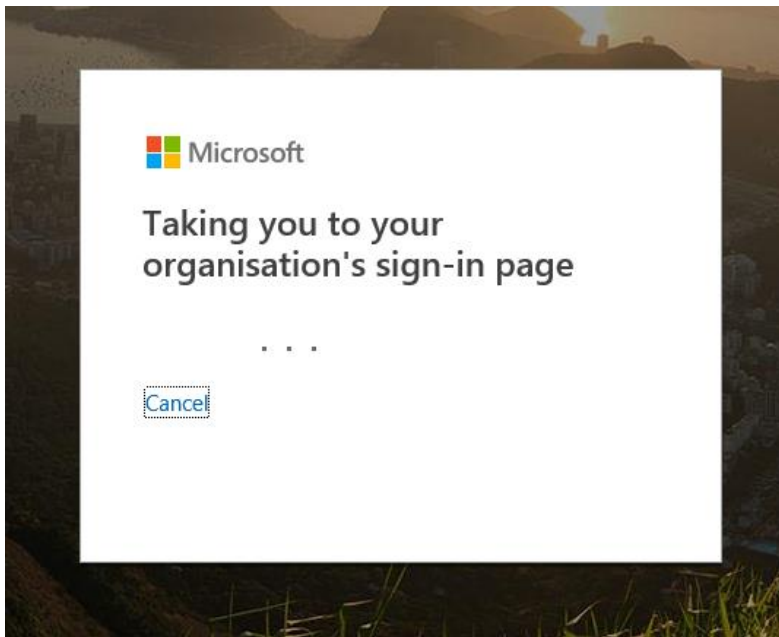 Microsoft
Taking you to your
organisation's sign-in page
. . .
Cancel